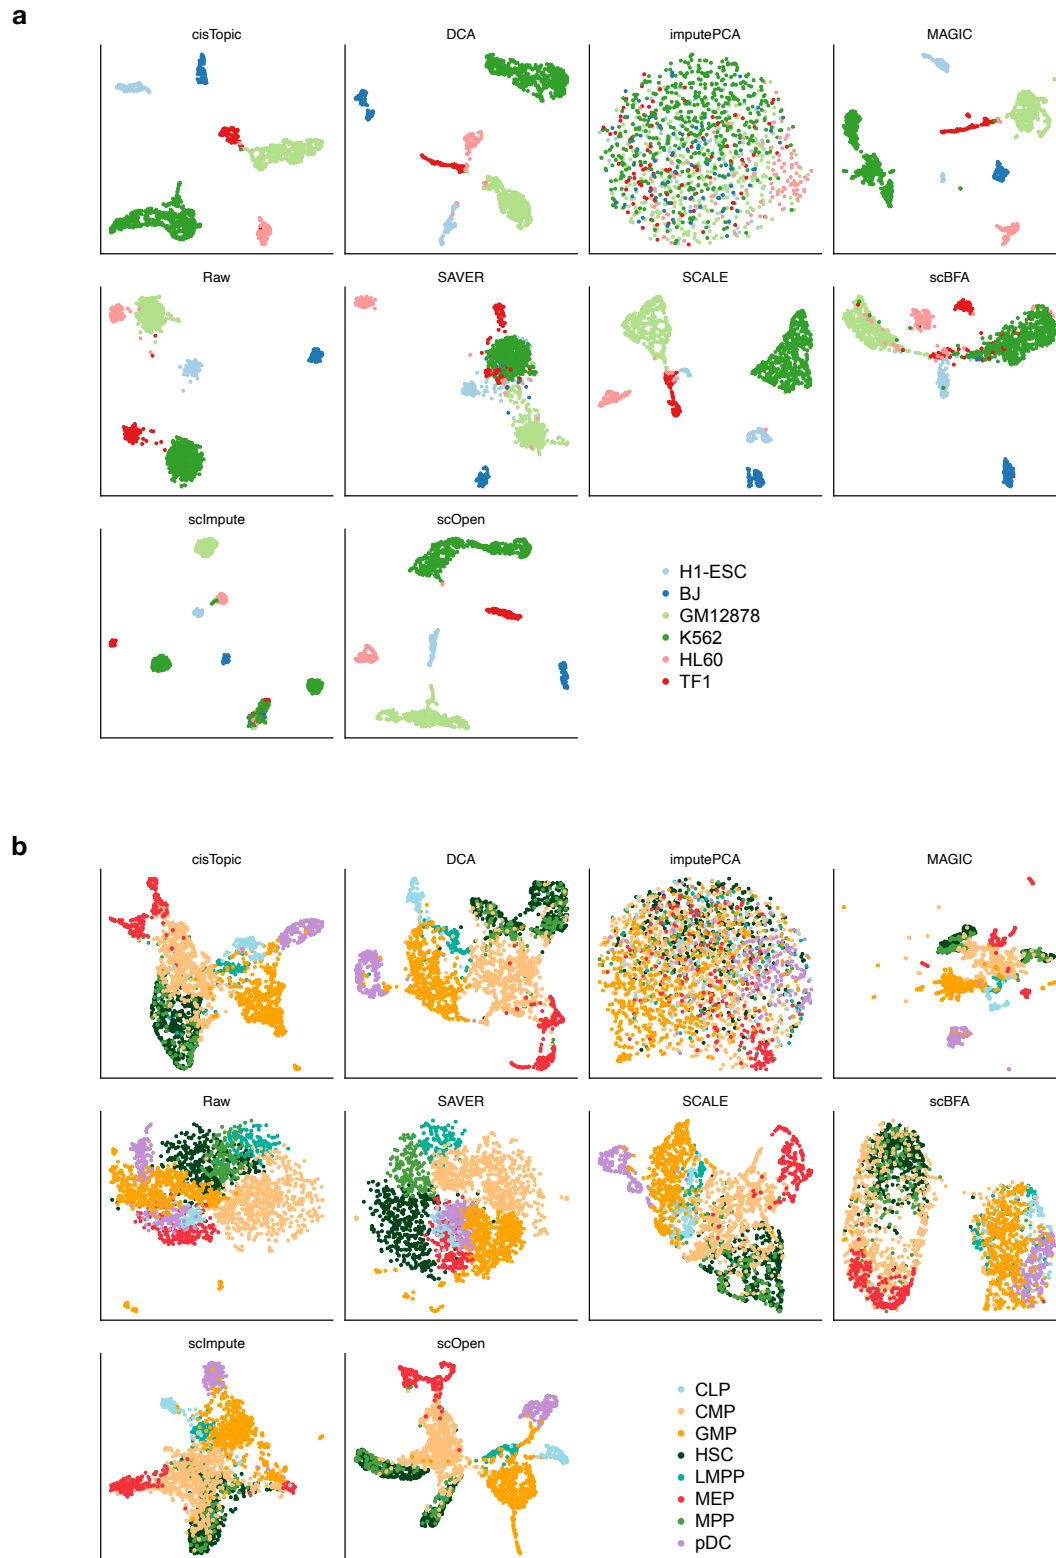 a
cisTopic
DCA
imputePCA
MAGIC
Raw
SAVER
SCALE
scBFA
scImpute
scOpen
H1-ESC
BJ
GM12878
K562
HL60
TF1
b
cisTopic
DCA
imputePCA
MAGIC
Raw
SAVER
SCALE
scBFA
scImpute
scOpen
CLP
CMP
GMP
HSC
LMPP
MEP
MPP
pDC